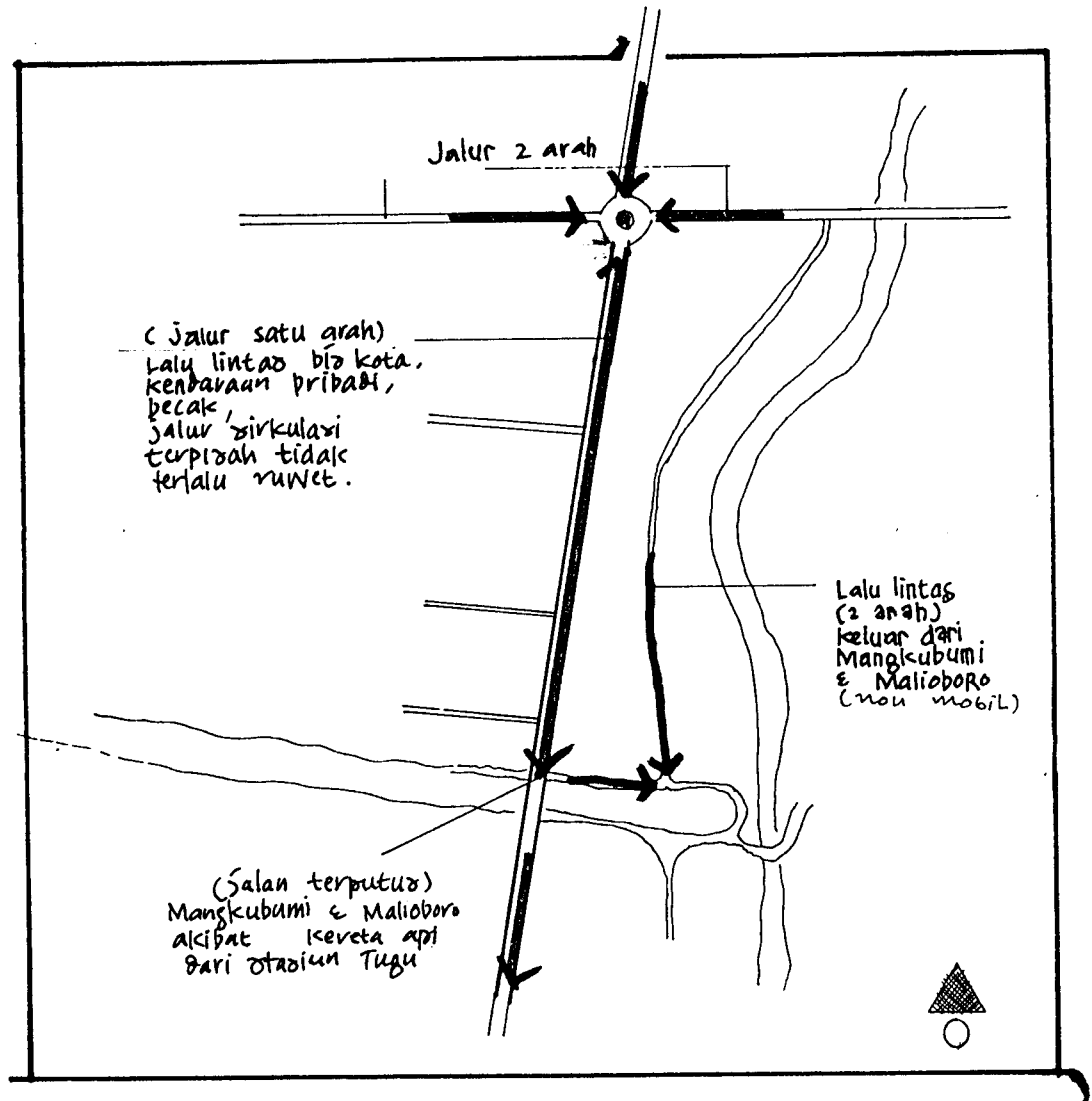 Jalur 2 arah
(jalur satu arah)
Lalu lintas bis kota,
kendaraan pribadi,
becak,
jalur sirkulasi
terpisah tidak
terlalu ruwet.
Lalu lintas
(2 arah)
keluar dari
Mangkubumi
& Malioboro
(non mobil)
(jalan terputus)
Mangkubumi & Malioboro
akibat kereta api
dari stasiun Tugu